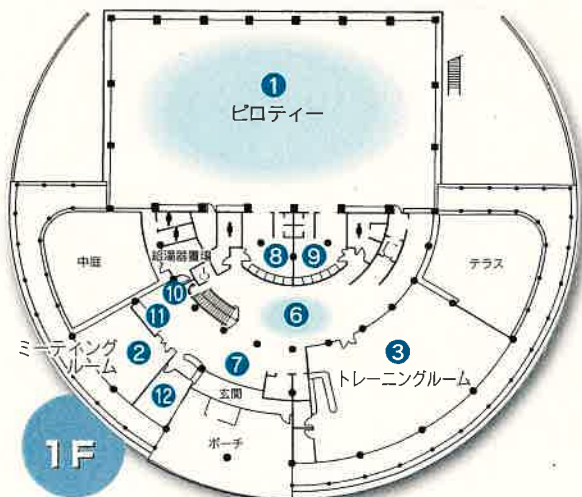 1
ピロティー
中庭
給湯器置場
8
9
テラス
10
11
6
ミーティング
ルーム
2
7
3
トレーニングルーム
12
玄関
ポーチ
1F